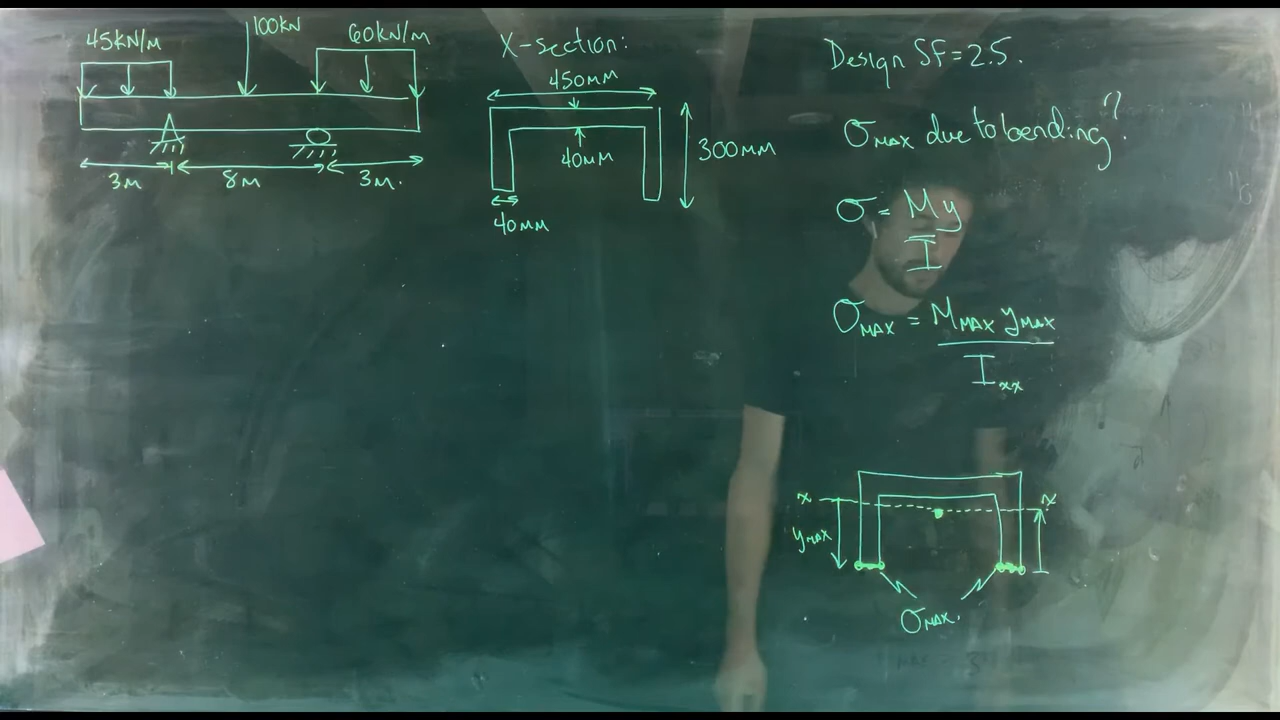 45kN/M
100kN
60kN/M
3M
8M
3M.
X-section:
450MM
40MM
300MM
40MM
Design SF=2.5.
σMAX due to bending?
σ = My
I
σMAX = MMAX yMAX
Ixx
x x
yMAX
σMAX.